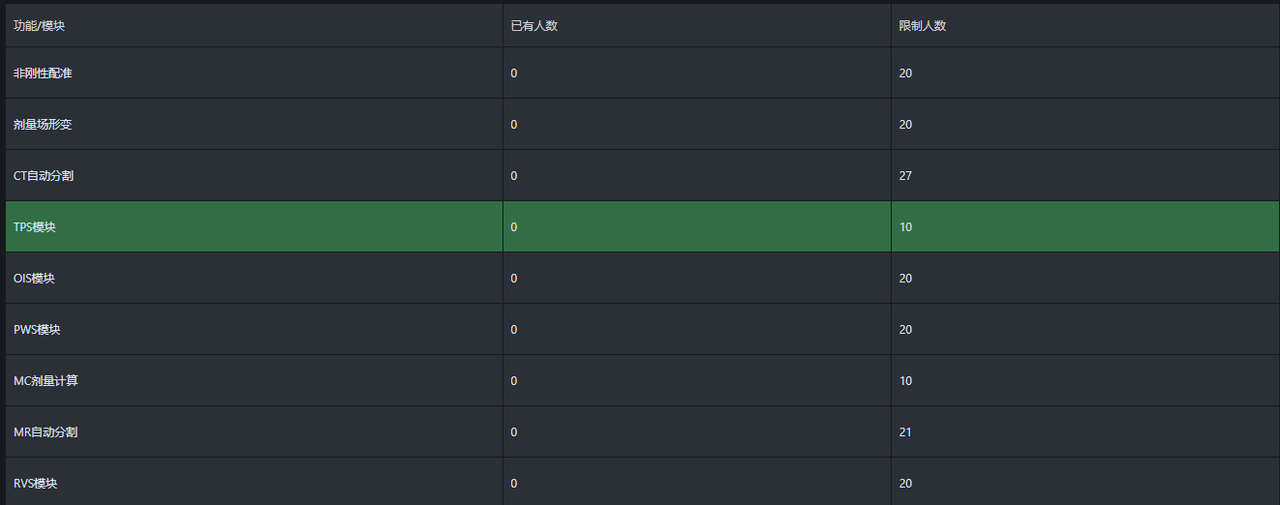 功能/模块 已有人数 限制人数
非刚性配准 0 20
剂量场形变 0 20
CT自动分割 0 27
TPS模块 0 10
OIS模块 0 20
PWS模块 0 20
MC剂量计算 0 10
MR自动分割 0 21
RVS模块 0 20